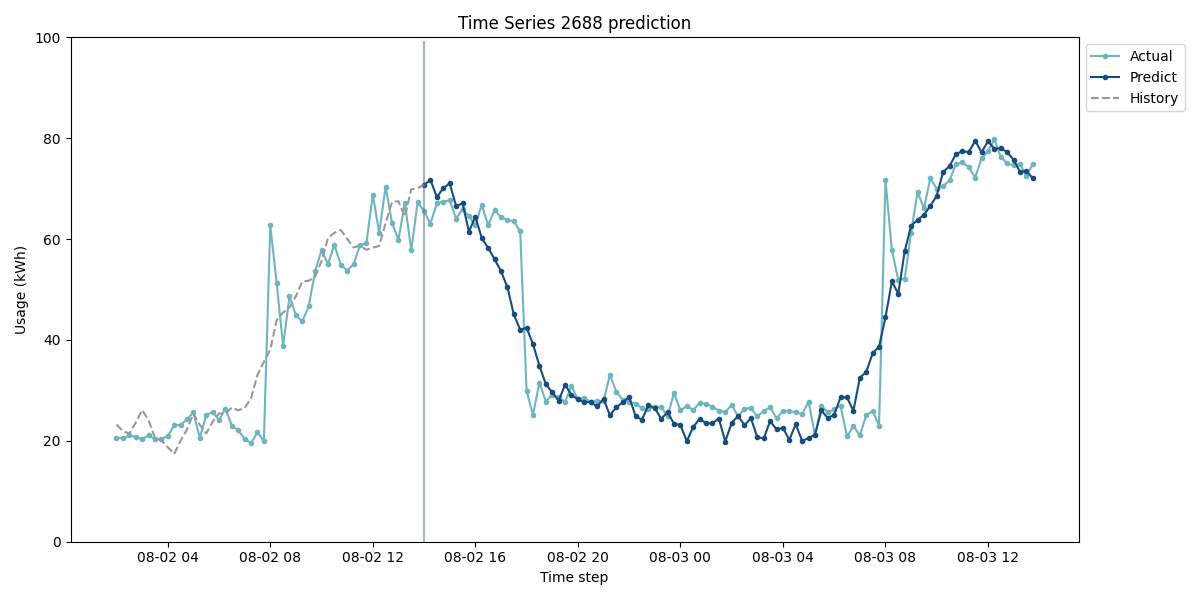 Time Series 2688 prediction
100
80
60
40
20
0
Usage (kWh)
08-02 04
08-02 08
08-02 12
08-02 16
08-02 20
08-03 00
08-03 04
08-03 08
08-03 12
Time step
Actual
Predict
History